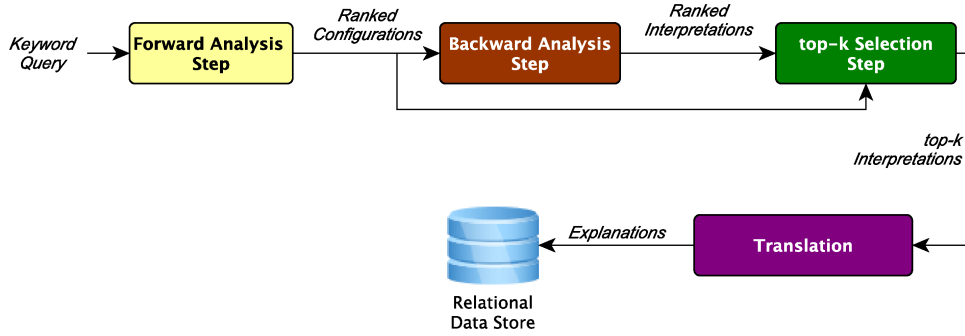 Keyword
Query
Forward Analysis
Step
Ranked
Configurations
Backward Analysis
Step
Ranked
Interpretations
top-k Selection
Step
top-k
Interpretations
Translation
Explanations
Relational
Data Store